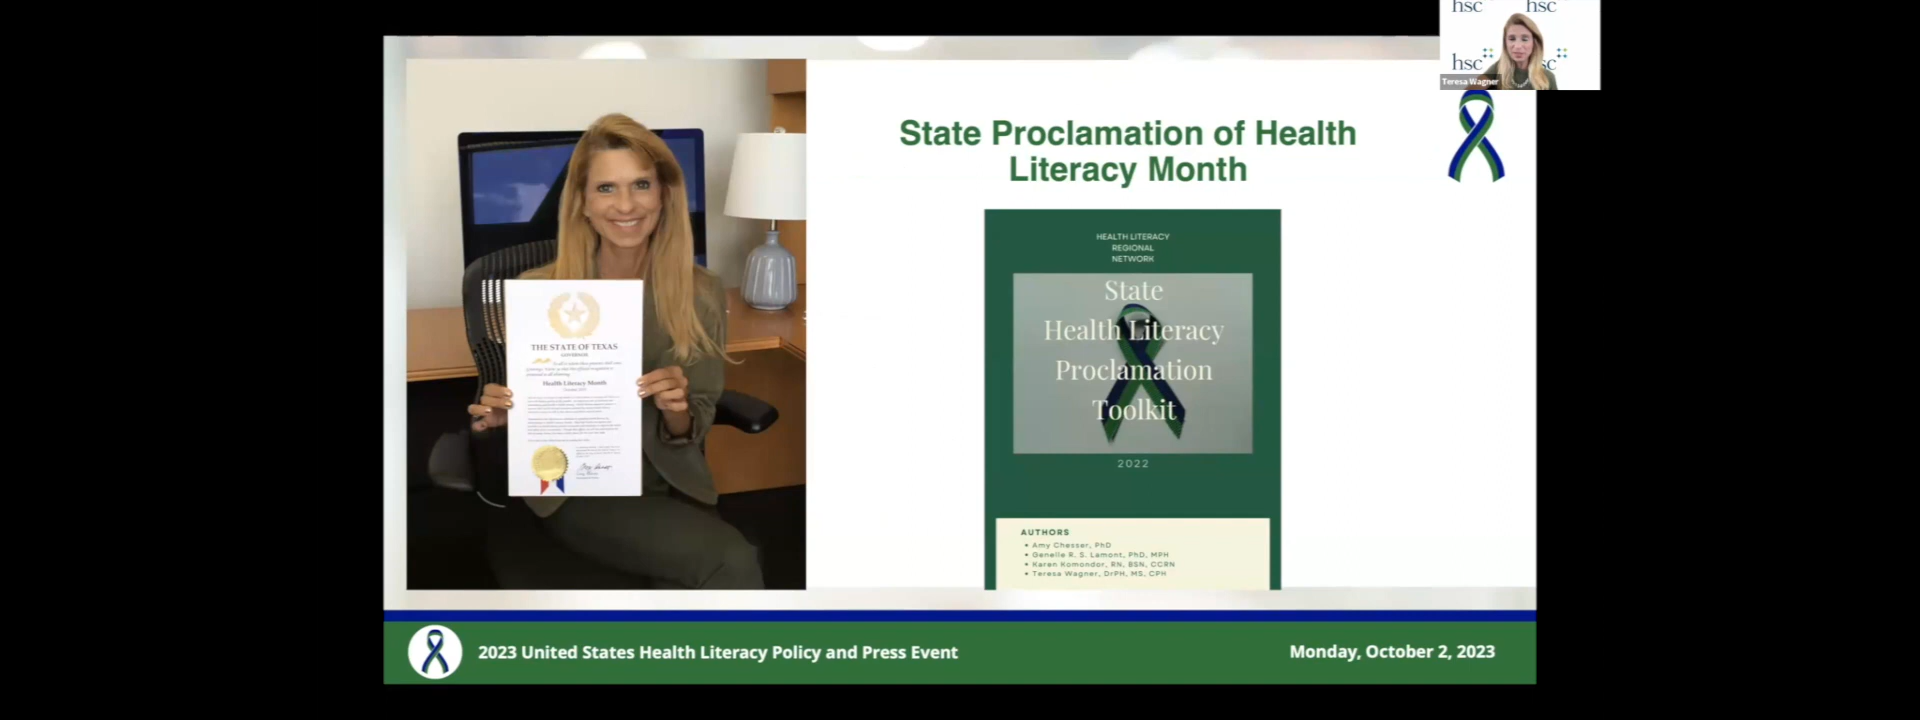 hsc hsc
hsc sc
Teresa Wagner
State Proclamation of Health
Literacy Month
HEALTH LITERACY
REGIONAL
NETWORK
State
Health Literacy
Proclamation
Toolkit
2022
AUTHORS
• Amy Chesser, PhD
• Genelle R. S. Lamont, PhD, MPH
• Karen Komondor, RN, BSN, CCRN
• Teresa Wagner, DrPH, MS, CPH
THE STATE OF TEXAS
GOVERNOR
Health Literacy Month
2023 United States Health Literacy Policy and Press Event
Monday, October 2, 2023